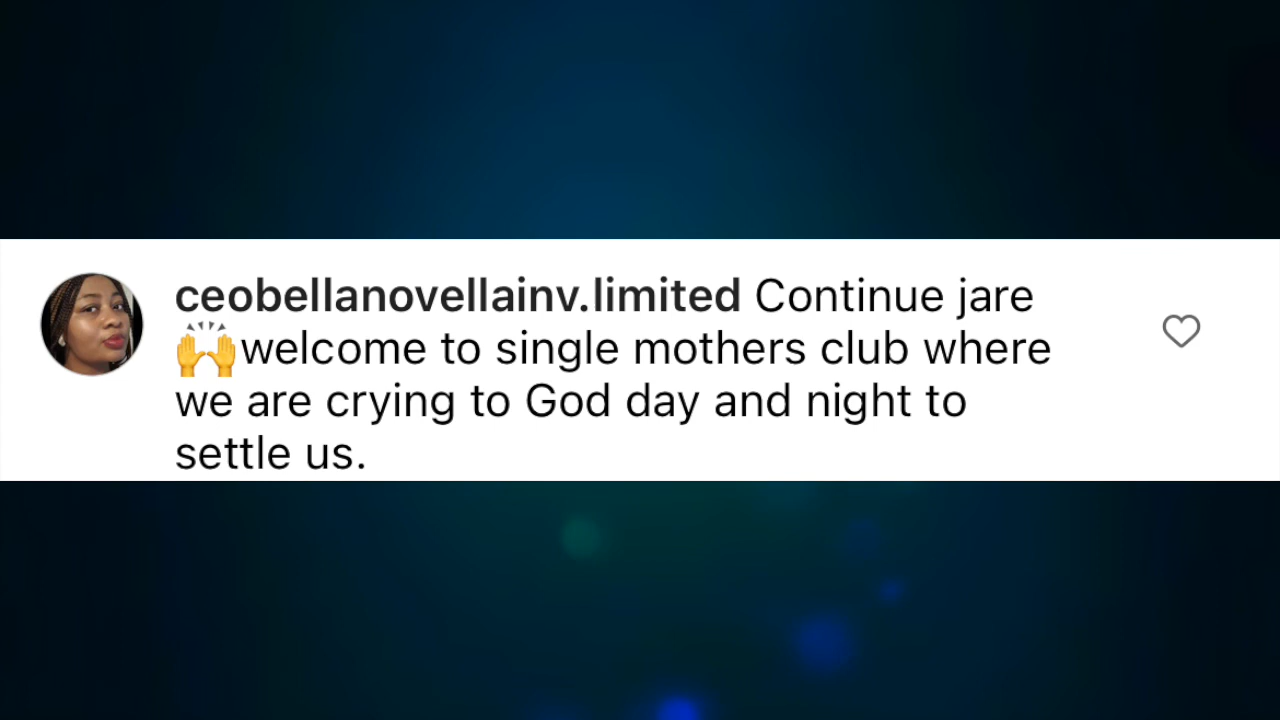 ceobellanovellainv.limited Continue jare
🙌welcome to single mothers club where
we are crying to God day and night to
settle us.